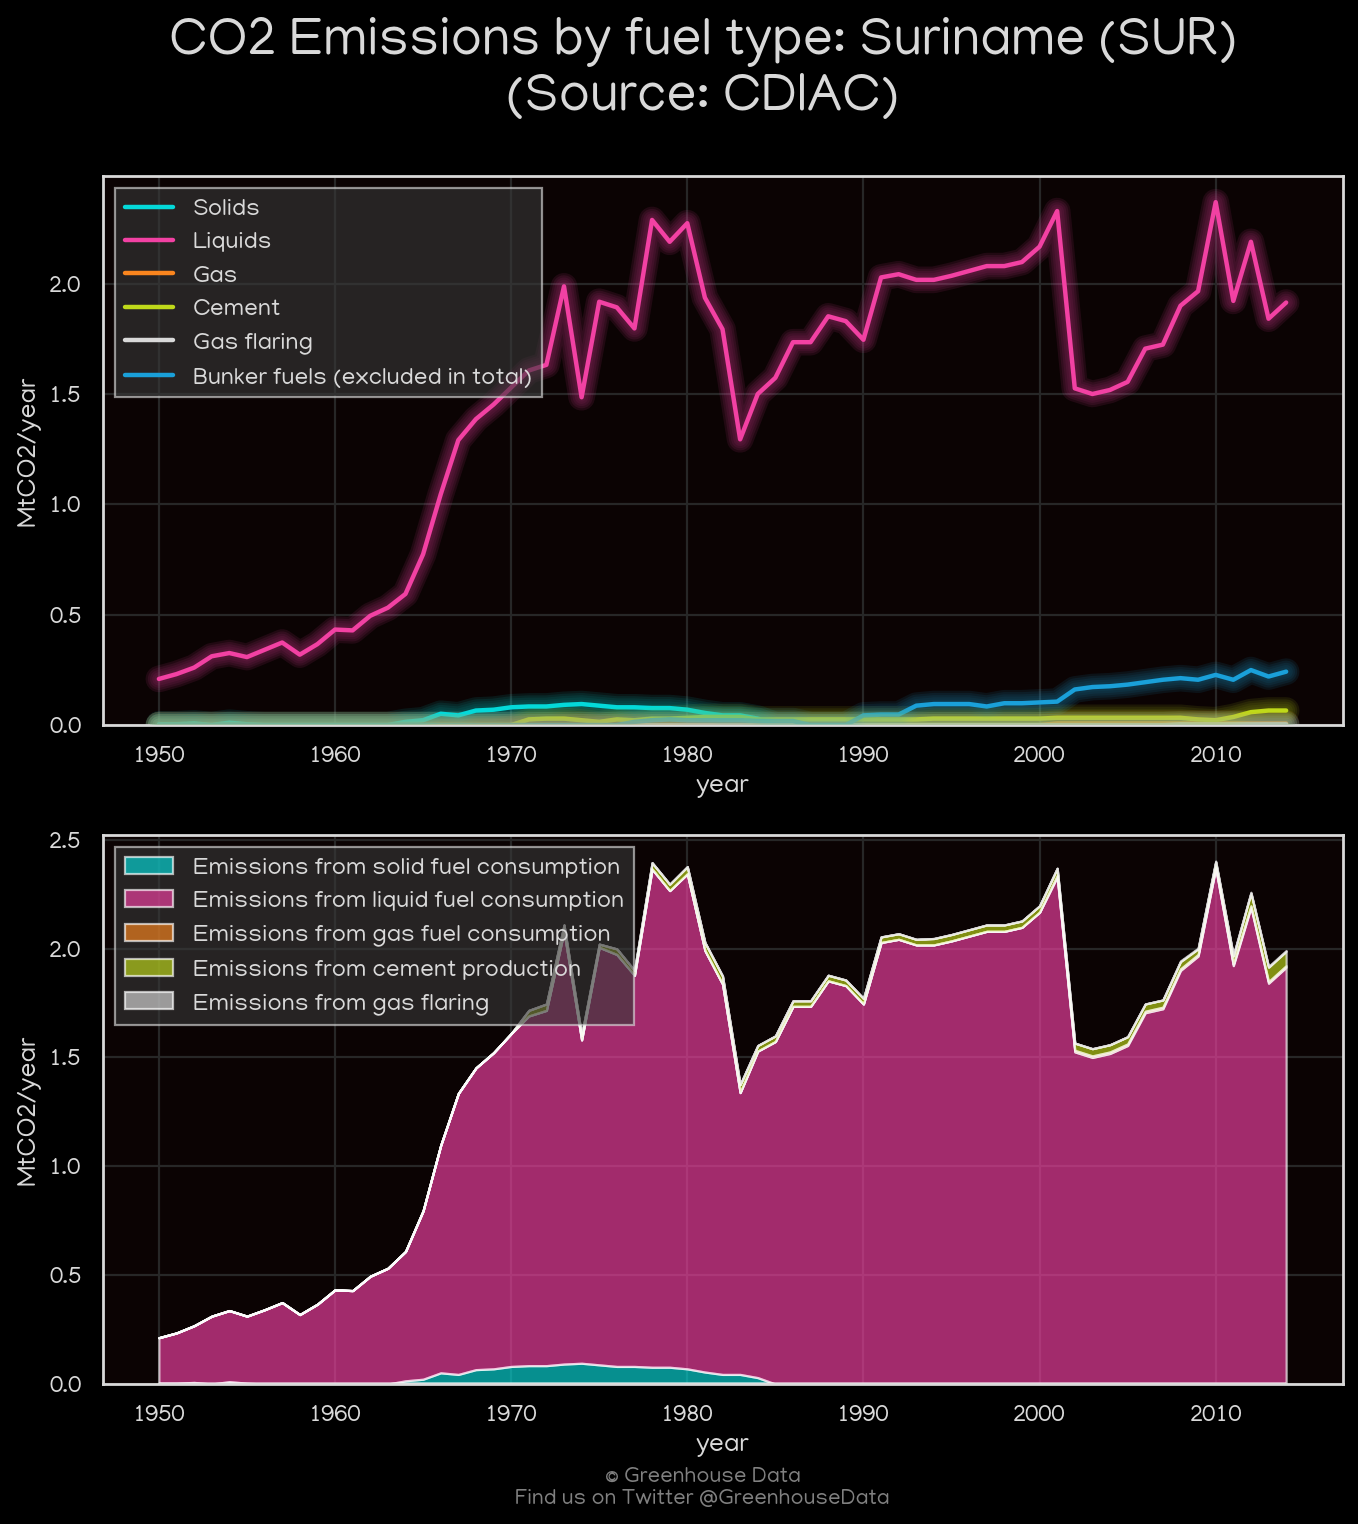 CO2 Emissions by fuel type: Suriname (SUR)
(Source: CDIAC)
Solids
Liquids
Gas
Cement
Gas flaring
Bunker fuels (excluded in total)
MtCO2/year
2.0
1.5
1.0
0.5
0.0
1950 1960 1970 1980 1990 2000 2010
year
2.5
Emissions from solid fuel consumption
Emissions from liquid fuel consumption
Emissions from gas fuel consumption
Emissions from cement production
Emissions from gas flaring
MtCO2/year
2.0
1.5
1.0
0.5
0.0
1950 1960 1970 1980 1990 2000 2010
year
© Greenhouse Data
Find us on Twitter @GreenhouseData